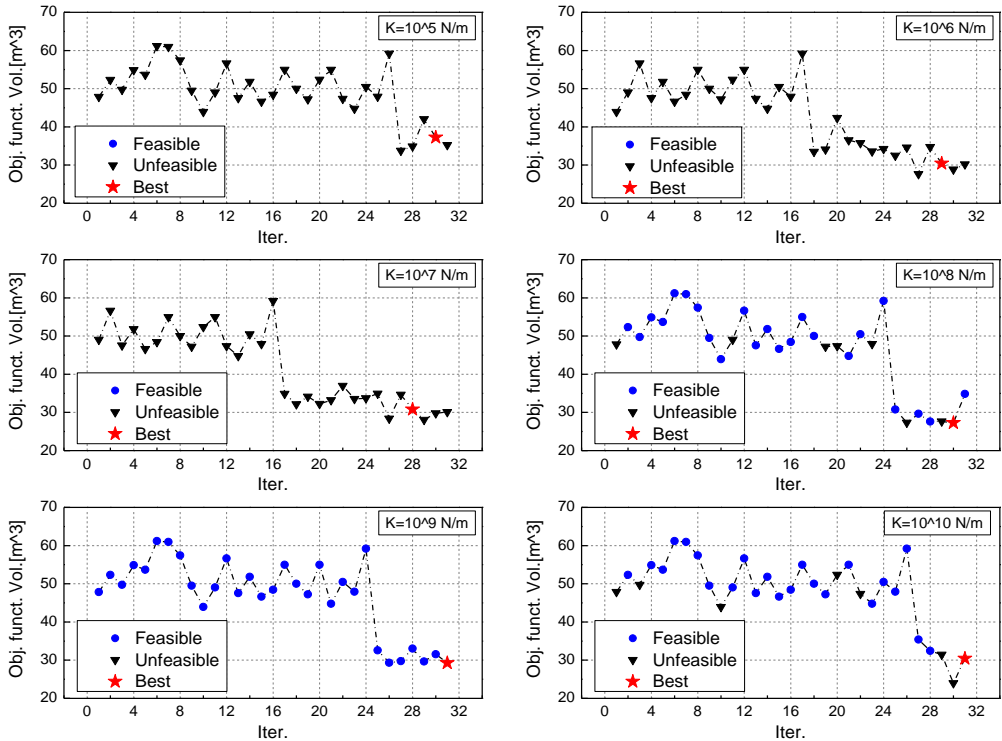 K=10^5 N/m
Obj. funct. Vol.[m^3]
70
60
50
40
30
20
Feasible
Unfeasible
Best
0 4 8 12 16 20 24 28 32
Iter.
K=10^6 N/m
Obj. funct. Vol.[m^3]
70
60
50
40
30
20
Feasible
Unfeasible
Best
0 4 8 12 16 20 24 28 32
Iter.
K=10^7 N/m
Obj. funct. Vol.[m^3]
70
60
50
40
30
20
Feasible
Unfeasible
Best
0 4 8 12 16 20 24 28 32
Iter.
K=10^8 N/m
Obj. funct. Vol.[m^3]
70
60
50
40
30
20
Feasible
Unfeasible
Best
0 4 8 12 16 20 24 28 32
Iter.
K=10^9 N/m
Obj. funct. Vol.[m^3]
70
60
50
40
30
20
Feasible
Unfeasible
Best
0 4 8 12 16 20 24 28 32
Iter.
K=10^10 N/m
Obj. funct. Vol.[m^3]
70
60
50
40
30
20
Feasible
Unfeasible
Best
0 4 8 12 16 20 24 28 32
Iter.